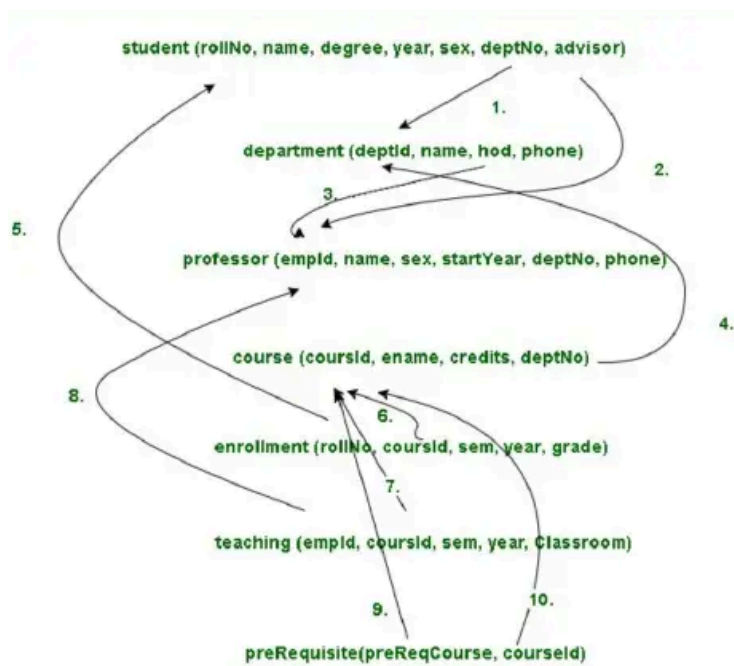 student (rollNo, name, degree, year, sex, deptNo, advisor)
1.
department (deptId, name, hod, phone)
2.
3.
5.
professor (empId, name, sex, startYear, deptNo, phone)
4.
course (coursId, ename, credits, deptNo)
8.
6.
enrollment (rollNo, coursId, sem, year, grade)
7.
teaching (empId, coursId, sem, year, Classroom)
9.
10.
preRequisite(preReqCourse, courseId)